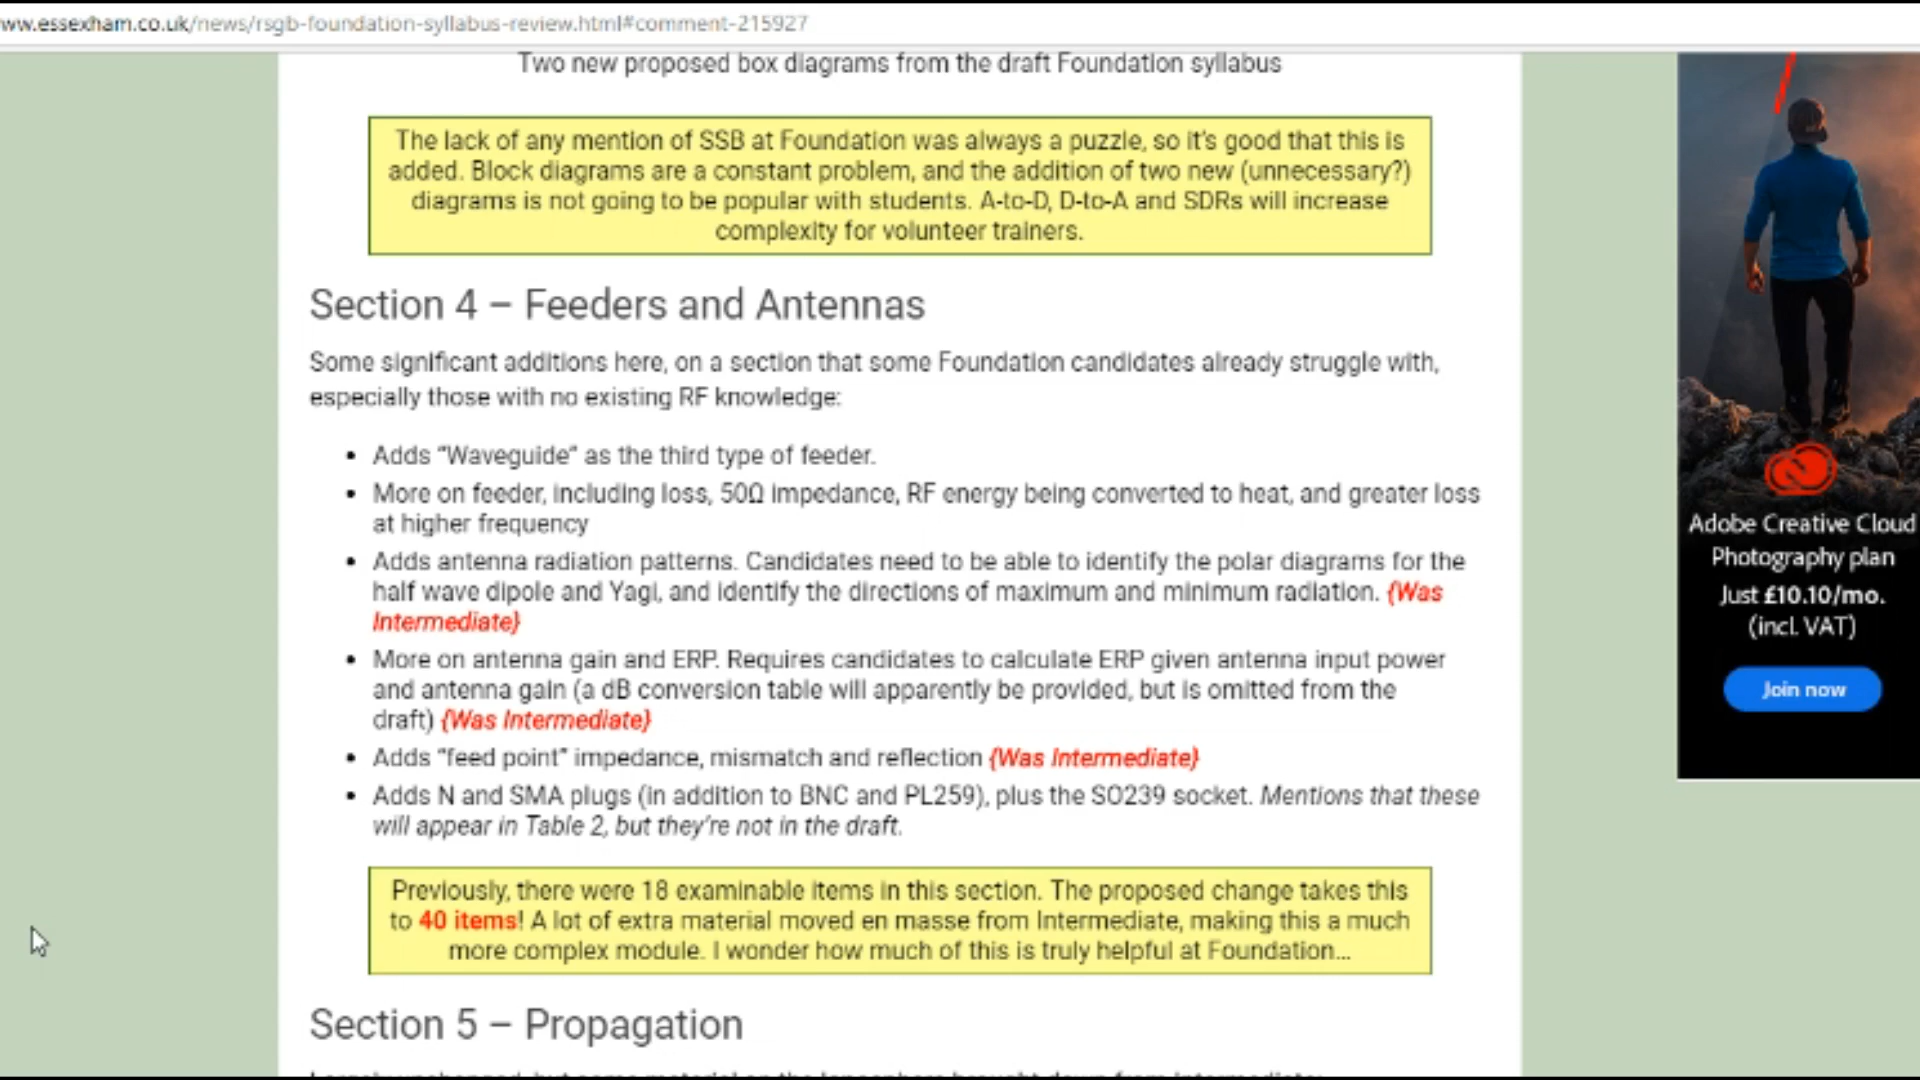 ww.essexham.co.uk/news/rsgb-foundation-syllabus-review.html#comment-215927
Two new proposed box diagrams from the draft Foundation syllabus
The lack of any mention of SSB at Foundation was always a puzzle, so it's good that this is
added. Block diagrams are a constant problem, and the addition of two new (unnecessary?)
diagrams is not going to be popular with students. A-to-D, D-to-A and SDRs will increase
complexity for volunteer trainers.
Section 4 – Feeders and Antennas
Some significant additions here, on a section that some Foundation candidates already struggle with,
especially those with no existing RF knowledge:
• Adds “Waveguide” as the third type of feeder.
• More on feeder, including loss, 50Ω impedance, RF energy being converted to heat, and greater loss
at higher frequency
• Adds antenna radiation patterns. Candidates need to be able to identify the polar diagrams for the
half wave dipole and Yagi, and identify the directions of maximum and minimum radiation. {Was
Intermediate}
• More on antenna gain and ERP. Requires candidates to calculate ERP given antenna input power
and antenna gain (a dB conversion table will apparently be provided, but is omitted from the
draft) {Was Intermediate}
• Adds “feed point” impedance, mismatch and reflection {Was Intermediate}
• Adds N and SMA plugs (in addition to BNC and PL259), plus the SO239 socket. Mentions that these
will appear in Table 2, but they're not in the draft.
Previously, there were 18 examinable items in this section. The proposed change takes this
to 40 items! A lot of extra material moved en masse from Intermediate, making this a much
more complex module. I wonder how much of this is truly helpful at Foundation...
Section 5 – Propagation
Adobe Creative Cloud
Photography plan
Just £10.10/mo.
(incl. VAT)
Join now